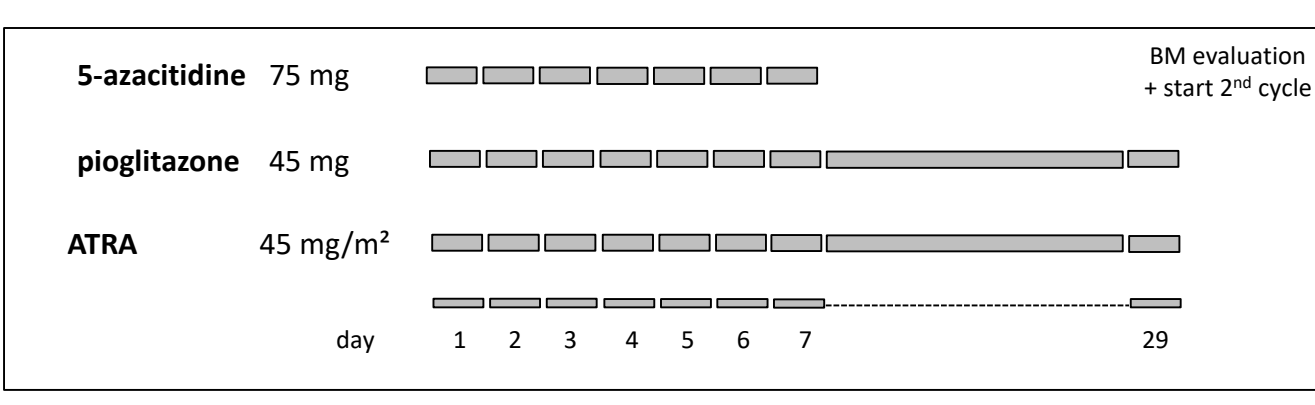 5-azacitidine 75 mg
BM evaluation
+ start 2nd cycle
pioglitazone 45 mg
ATRA 45 mg/m²
day 1 2 3 4 5 6 7 29